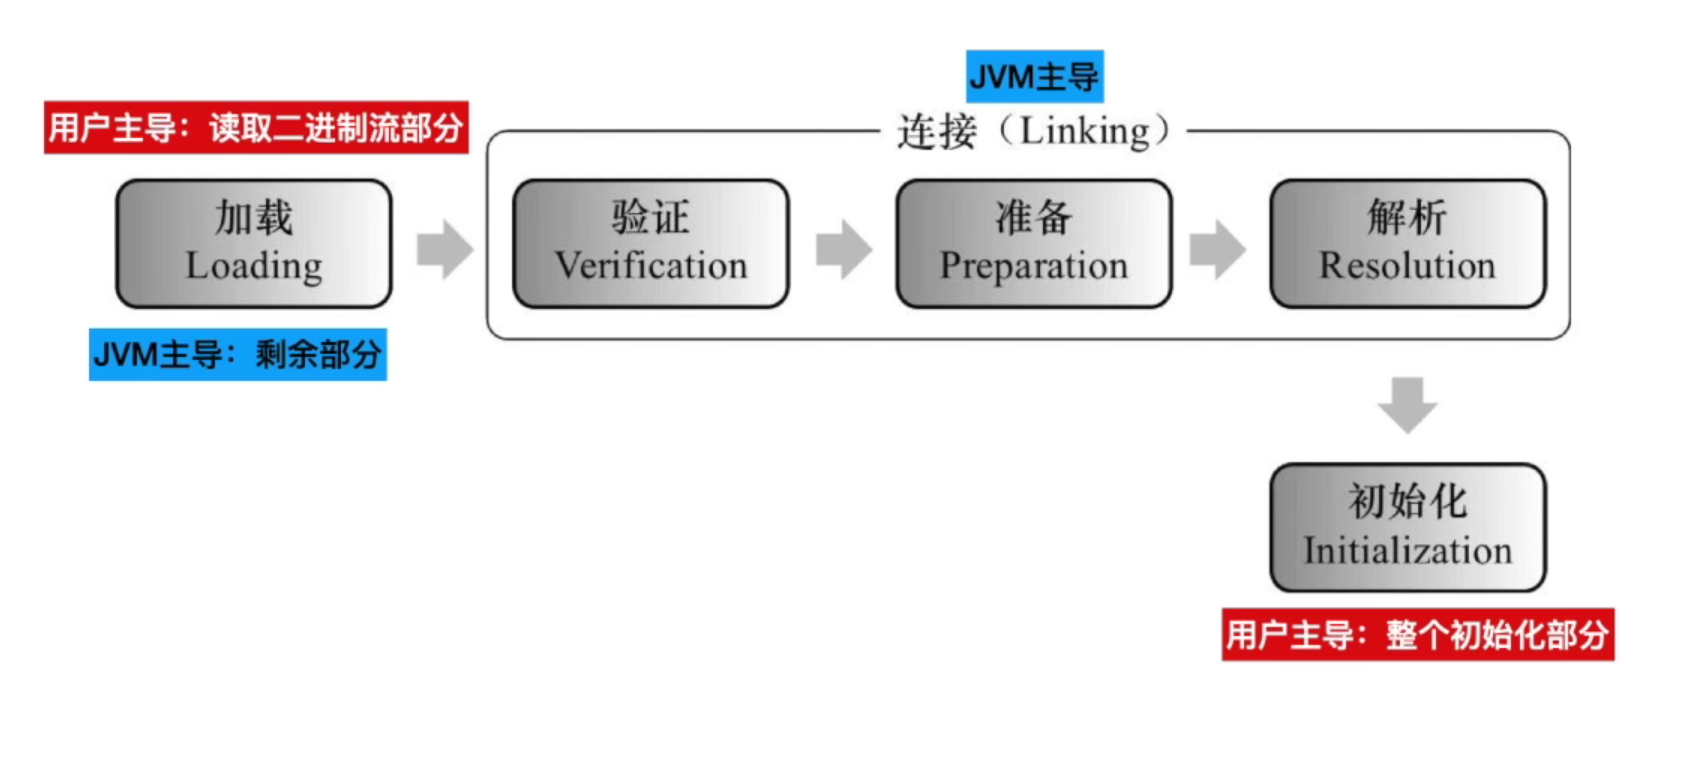 JVM主导
用户主导：读取二进制流部分
连接（Linking）
加载
Loading
验证
Verification
准备
Preparation
解析
Resolution
JVM主导：剩余部分
初始化
Initialization
用户主导：整个初始化部分